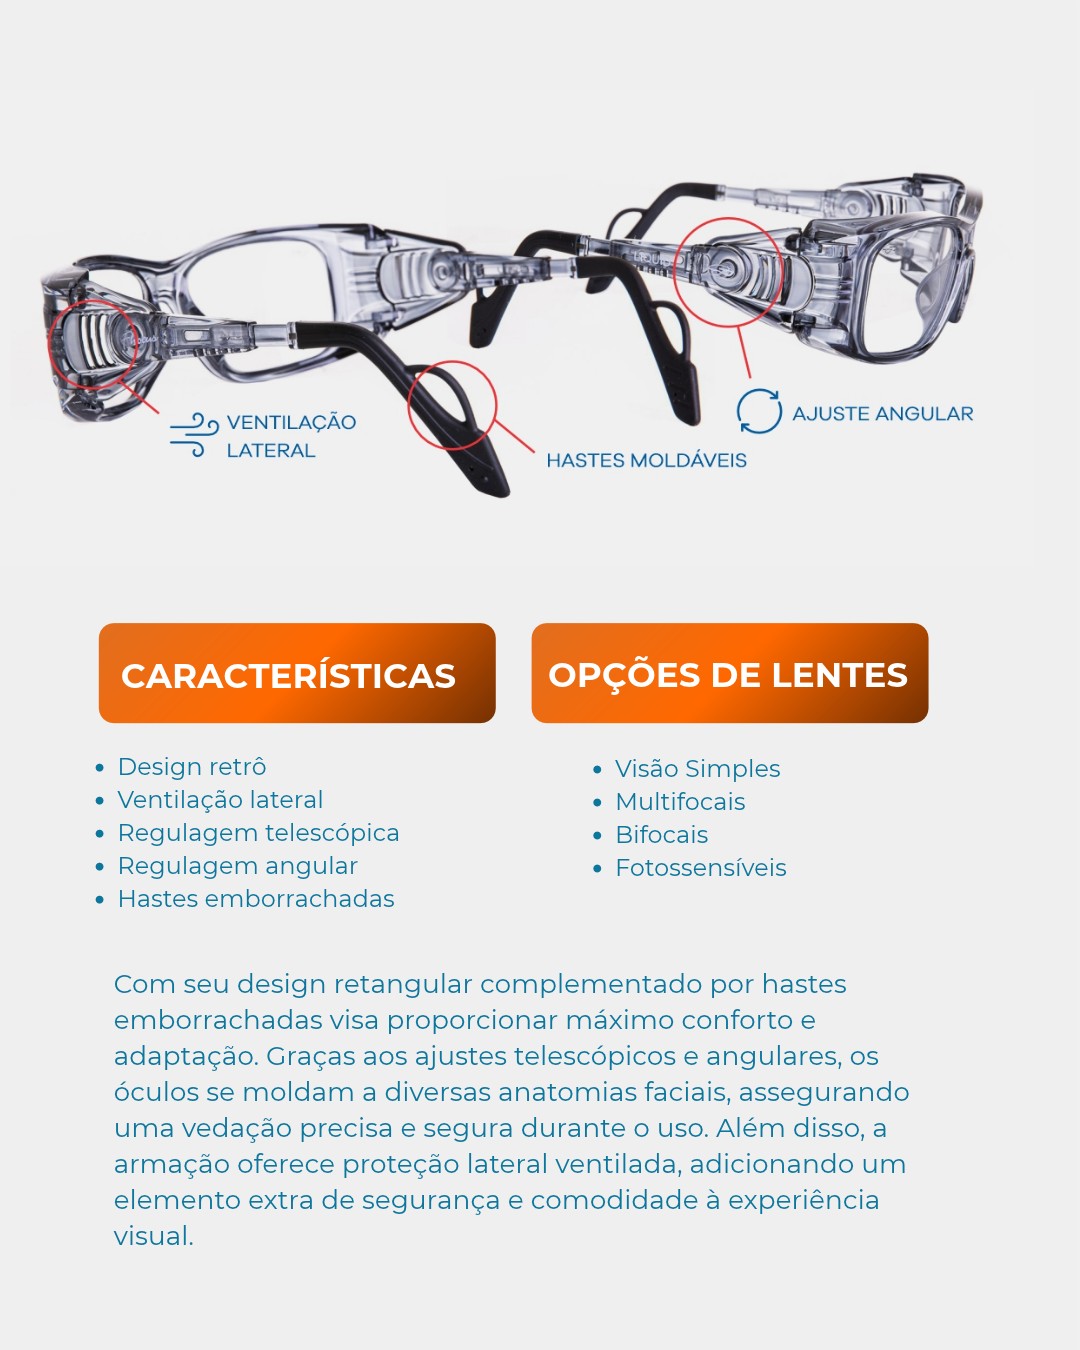 VENTILAÇÃO
LATERAL
HASTES MOLDÁVEIS
AJUSTE ANGULAR
CARACTERÍSTICAS
• Design retrô
• Ventilação lateral
• Regulagem telescópica
• Regulagem angular
• Hastes emborrachadas
OPÇÕES DE LENTES
• Visão Simples
• Multifocais
• Bifocais
• Fotossensíveis
Com seu design retangular complementado por hastes
emborrachadas visa proporcionar máximo conforto e
adaptação. Graças aos ajustes telescópicos e angulares, os
óculos se moldam a diversas anatomias faciais, assegurando
uma vedação precisa e segura durante o uso. Além disso, a
armação oferece proteção lateral ventilada, adicionando um
elemento extra de segurança e comodidade à experiência
visual.